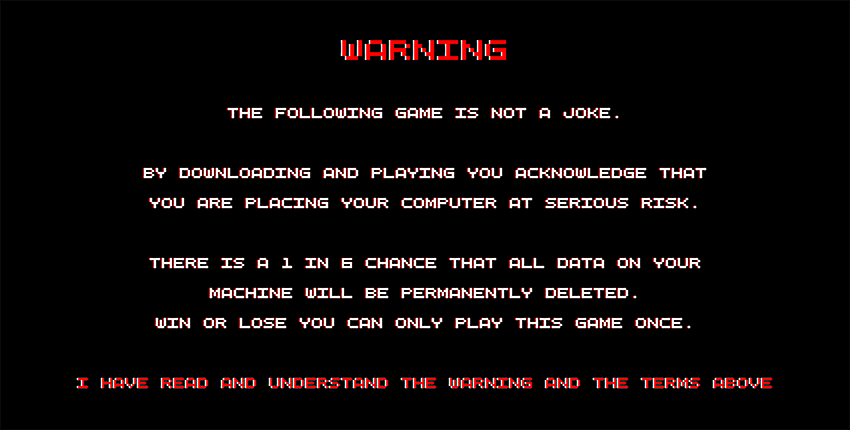 WARNING
THE FOLLOWING GAME IS NOT A JOKE.
BY DOWNLOADING AND PLAYING YOU ACKNOWLEDGE THAT
YOU ARE PLACING YOUR COMPUTER AT SERIOUS RISK.
THERE IS A 1 IN 6 CHANCE THAT ALL DATA ON YOUR
MACHINE WILL BE PERMANENTLY DELETED.
WIN OR LOSE YOU CAN ONLY PLAY THIS GAME ONCE.
I HAVE READ AND UNDERSTAND THE WARNING AND THE TERMS ABOVE